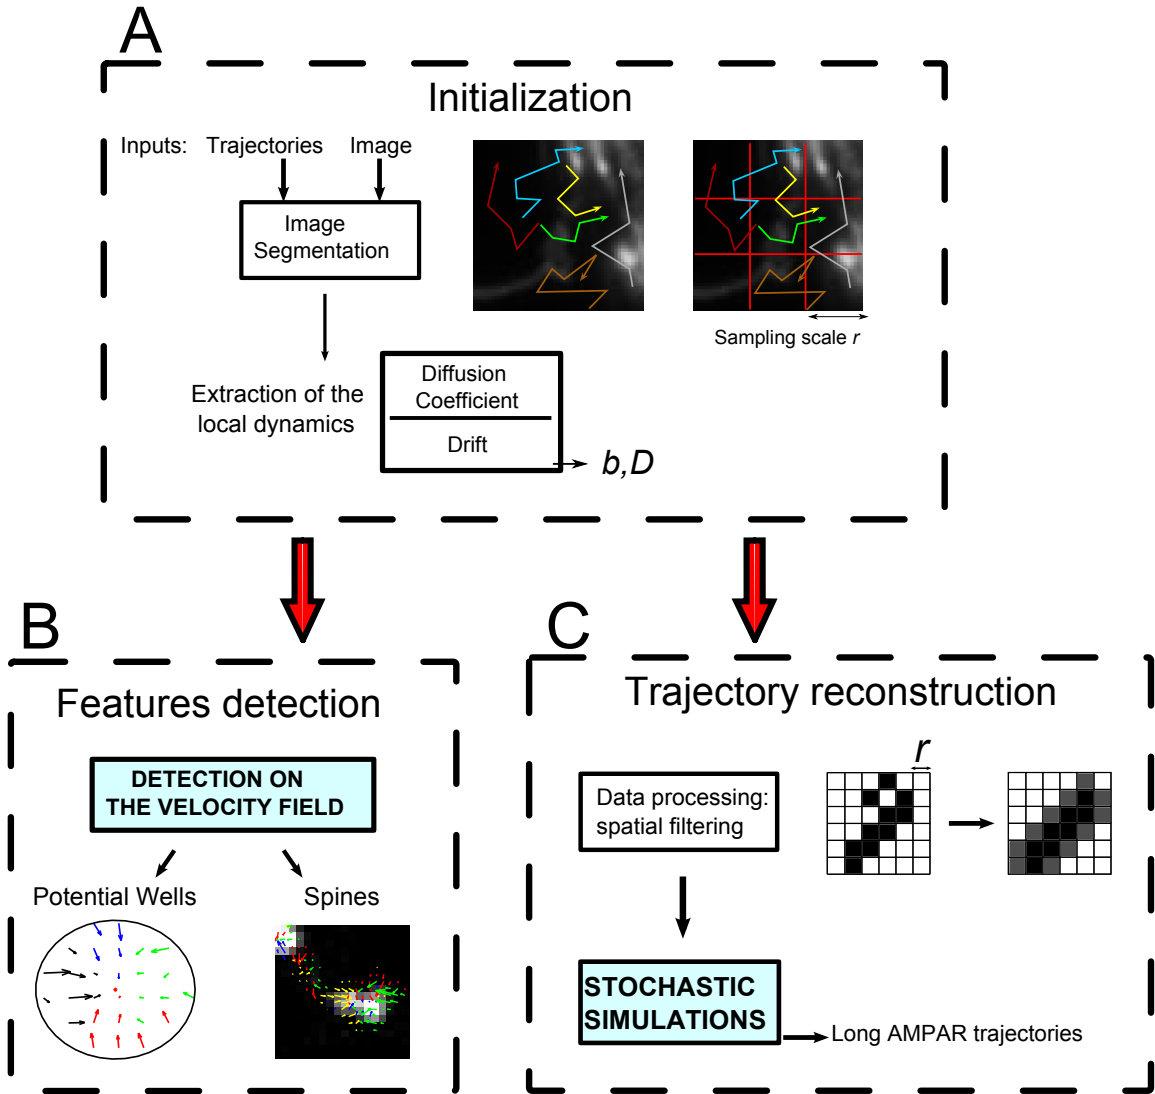 A
Initialization
Inputs: Trajectories Image
Image
Segmentation
Sampling scale r
Extraction of the
local dynamics
Diffusion
Coefficient
Drift
b,D
B
Features detection
DETECTION ON
THE VELOCITY FIELD
Potential Wells
Spines
C
Trajectory reconstruction
r
Data processing:
spatial filtering
STOCHASTIC
SIMULATIONS
Long AMPAR trajectories